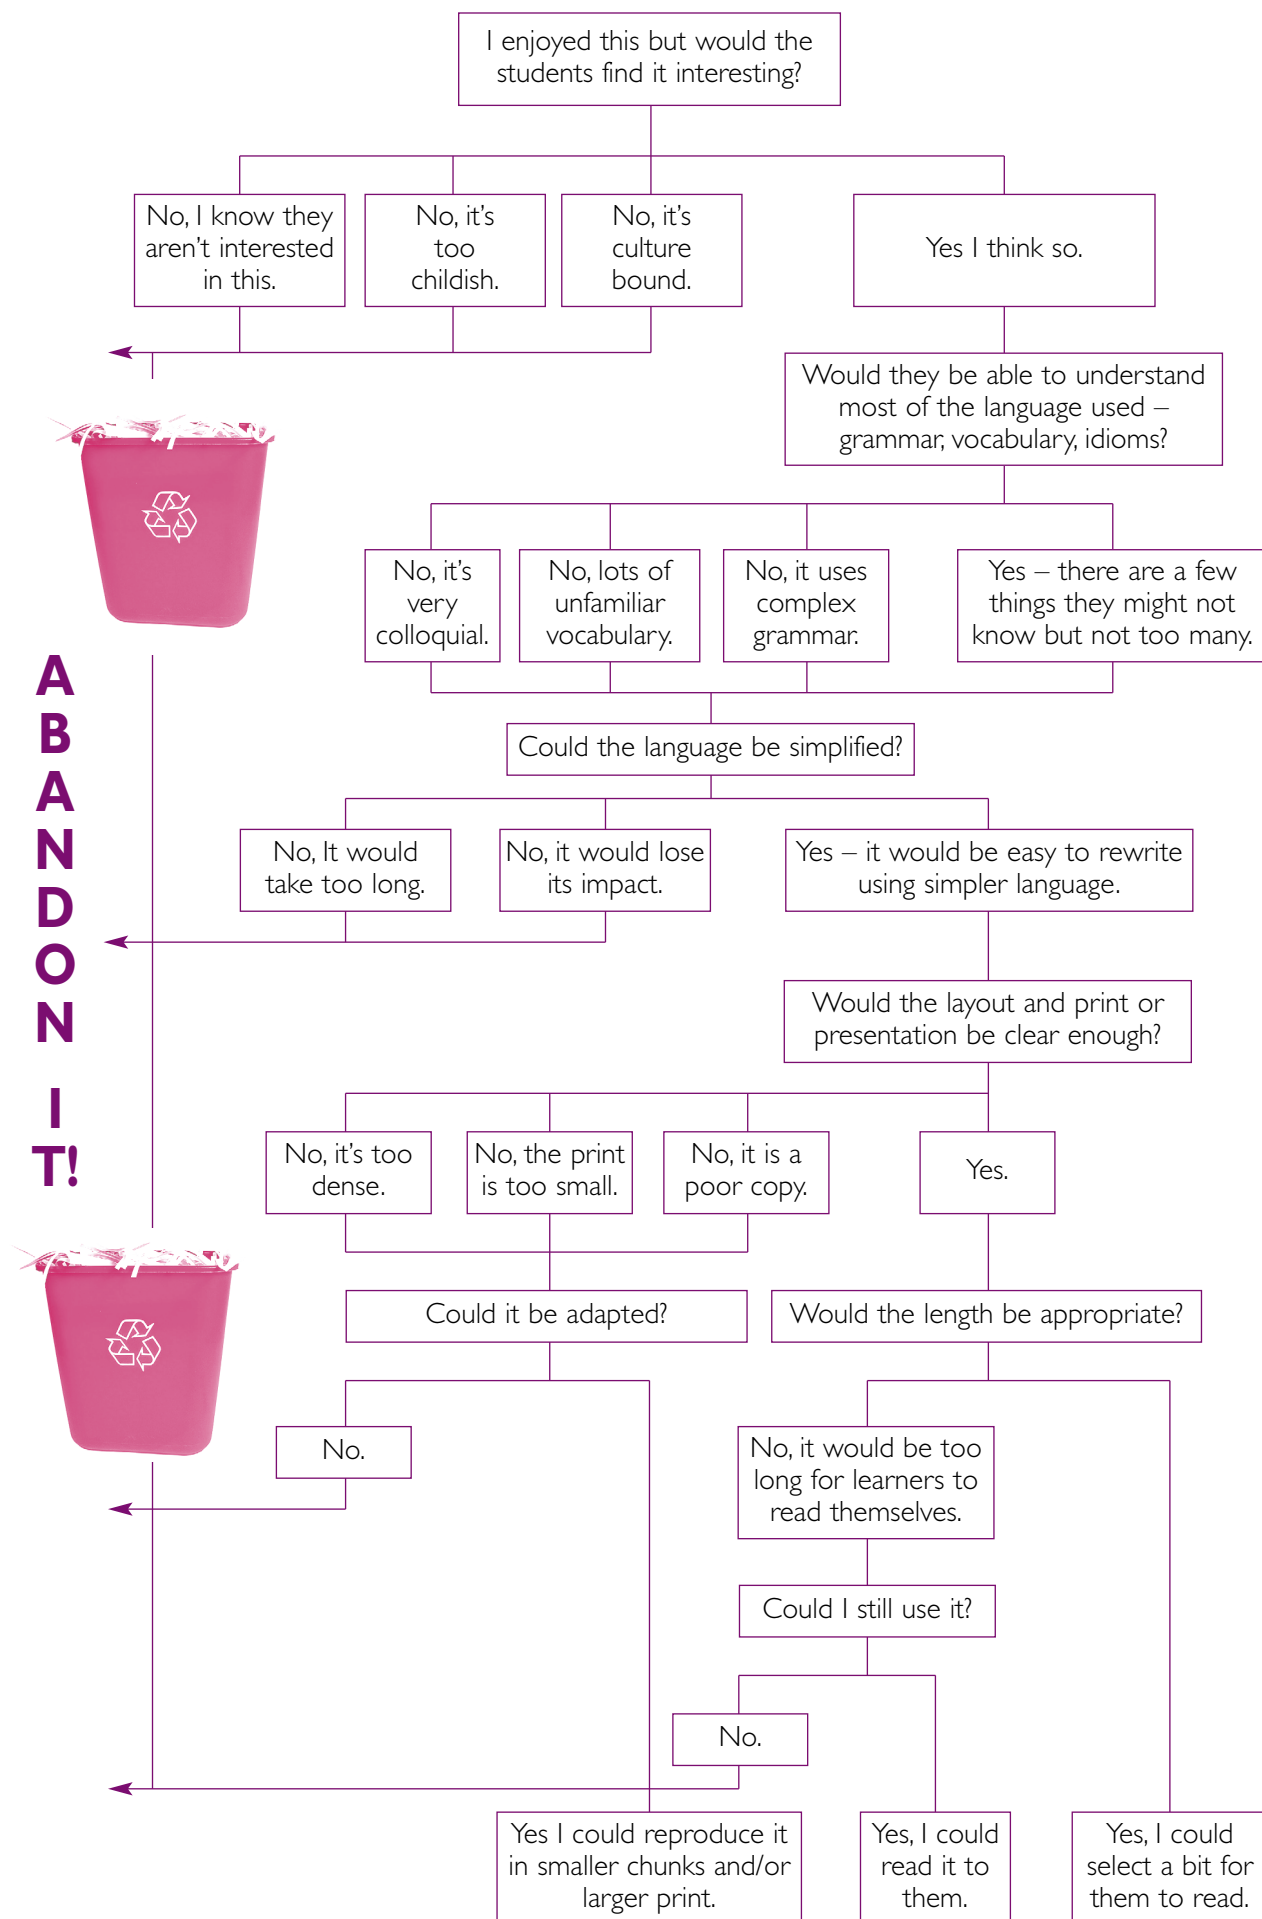 I enjoyed this but would the
students find it interesting?
No, I know they
aren't interested
in this.
No, it's
too
childish.
No, it's
culture
bound.
Yes I think so.
Would they be able to understand
most of the language used –
grammar, vocabulary, idioms?
No, it's
very
colloquial.
No, lots of
unfamiliar
vocabulary.
No, it uses
complex
grammar.
Yes – there are a few
things they might not
know but not too many.
Could the language be simplified?
No, It would
take too long.
No, it would lose
its impact.
Yes – it would be easy to rewrite
using simpler language.
A
B
A
N
D
O
N
I
T!
Would the layout and print or
presentation be clear enough?
No, it's too
dense.
No, the print
is too small.
No, it is a
poor copy.
Yes.
Could it be adapted?
Would the length be appropriate?
No.
No, it would be too
long for learners to
read themselves.
Could I still use it?
No.
Yes I could reproduce it
in smaller chunks and/or
larger print.
Yes, I could
read it to
them.
Yes, I could
select a bit for
them to read.